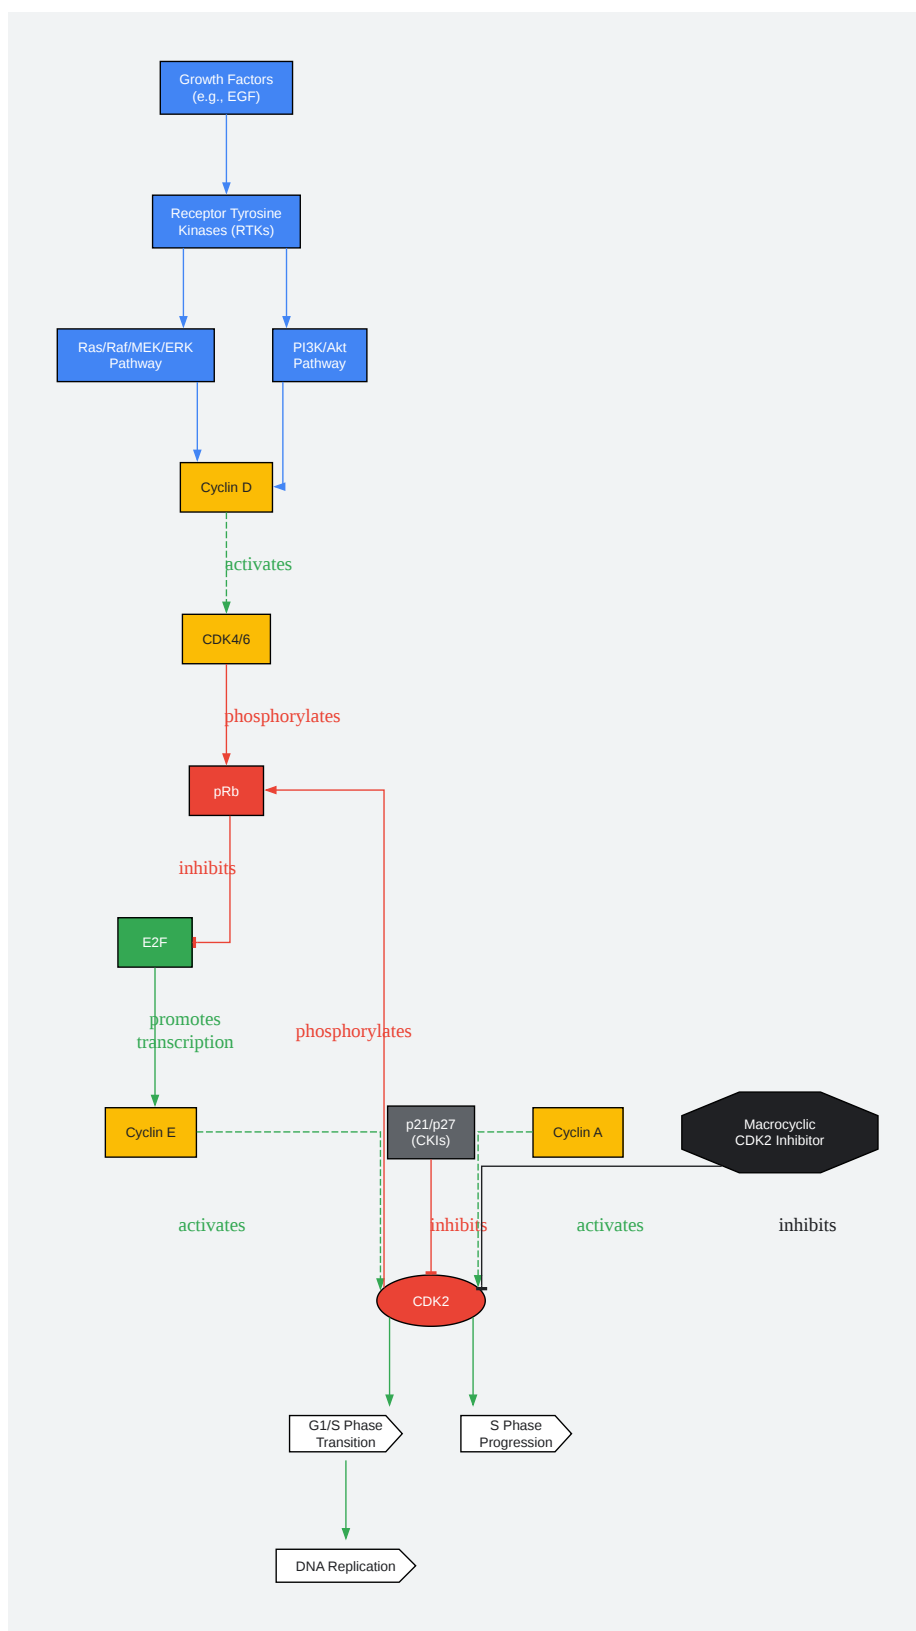 Growth Factors
(e.g., EGF)
Receptor Tyrosine
Kinases (RTKs)
Ras/Raf/MEK/ERK
Pathway
PI3K/Akt
Pathway
Cyclin D
activates
CDK4/6
phosphorylates
pRb
inhibits
E2F
promotes
transcription
phosphorylates
Cyclin E
p21/p27
(CKIs)
Cyclin A
Macrocyclic
CDK2 Inhibitor
activates
inhibits
activates
inhibits
CDK2
G1/S Phase
Transition
S Phase
Progression
DNA Replication